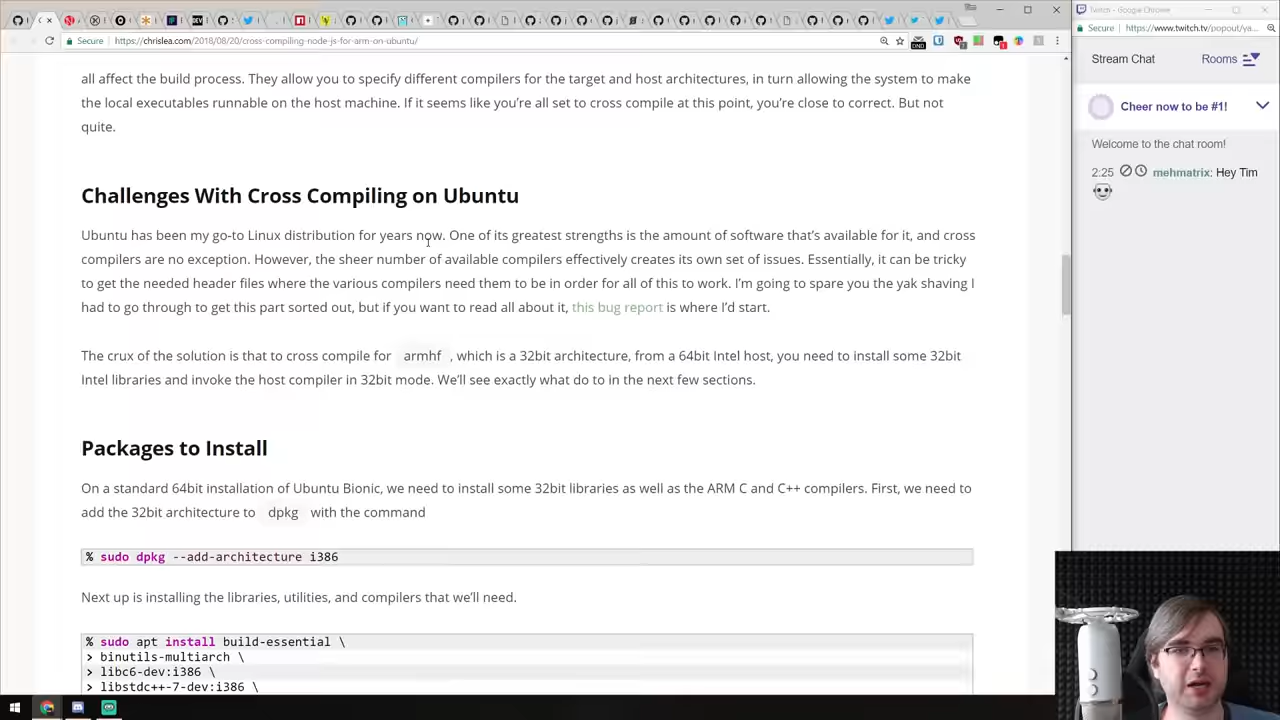 Secure
https://chrislea.com/2018/08/20/cross-compiling-node-js-for-arm-on-ubuntu/
all affect the build process. They allow you to specify different compilers for the target and host architectures, in turn allowing the system to make
the local executables runnable on the host machine. If it seems like you're all set to cross compile at this point, you're close to correct. But not
quite.
Challenges With Cross Compiling on Ubuntu
Ubuntu has been my go-to Linux distribution for years now. One of its greatest strengths is the amount of software that's available for it, and cross
compilers are no exception. However, the sheer number of available compilers effectively creates its own set of issues. Essentially, it can be tricky
to get the needed header files where the various compilers need them to be in order for all of this to work. I'm going to spare you the yak shaving I
had to go through to get this part sorted out, but if you want to read all about it, this bug report is where I'd start.
The crux of the solution is that to cross compile for armhf , which is a 32bit architecture, from a 64bit Intel host, you need to install some 32bit
Intel libraries and invoke the host compiler in 32bit mode. We'll see exactly what do to in the next few sections.
Packages to Install
On a standard 64bit installation of Ubuntu Bionic, we need to install some 32bit libraries as well as the ARM C and C++ compilers. First, we need to
add the 32bit architecture to dpkg with the command
% sudo dpkg --add-architecture i386
Next up is installing the libraries, utilities, and compilers that we'll need.
% sudo apt install build-essential \
> binutils-multiarch \
> libc6-dev:i386 \
> libstdc++-7-dev:i386 \
Twitch - Google Chrome
Secure
https://www.twitch.tv/popout/ya...
Stream Chat
Rooms
Cheer now to be #1!
Welcome to the chat room!
2:25 mehmatrix: Hey Tim